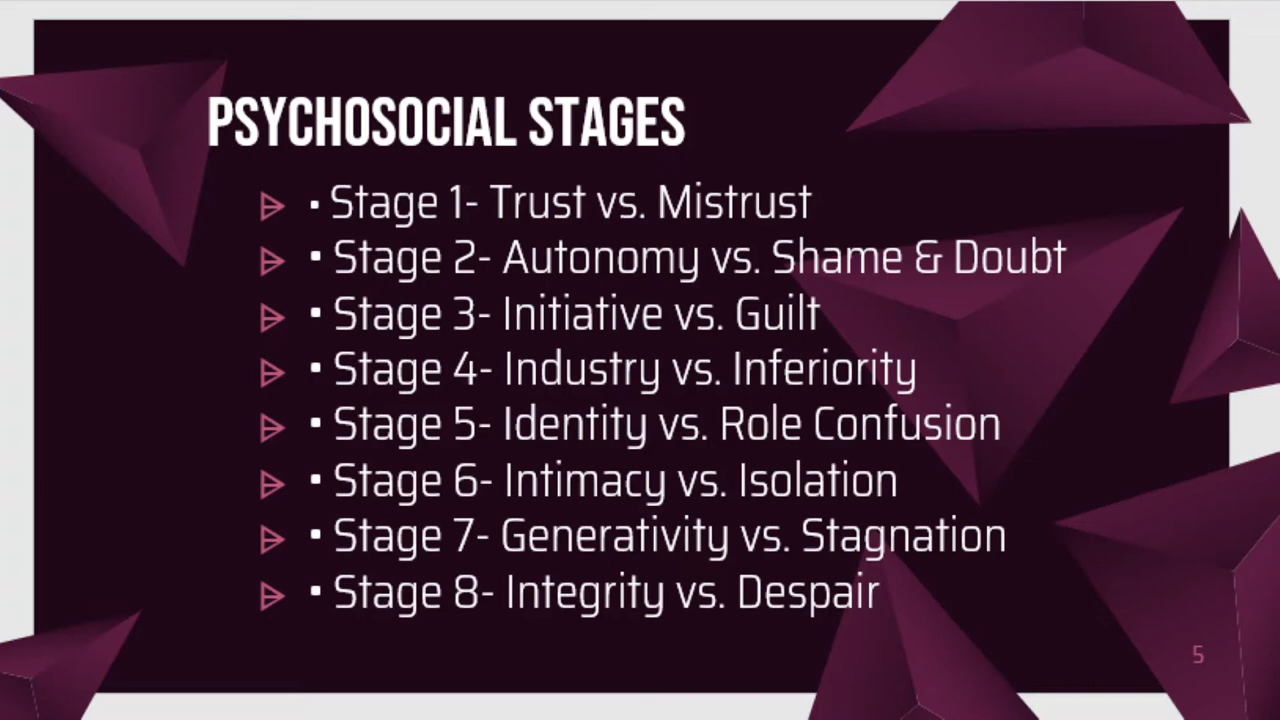 PSYCHOSOCIAL STAGES
▪ Stage 1- Trust vs. Mistrust
▪ Stage 2- Autonomy vs. Shame & Doubt
▪ Stage 3- Initiative vs. Guilt
▪ Stage 4- Industry vs. Inferiority
▪ Stage 5- Identity vs. Role Confusion
▪ Stage 6- Intimacy vs. Isolation
▪ Stage 7- Generativity vs. Stagnation
▪ Stage 8- Integrity vs. Despair
5